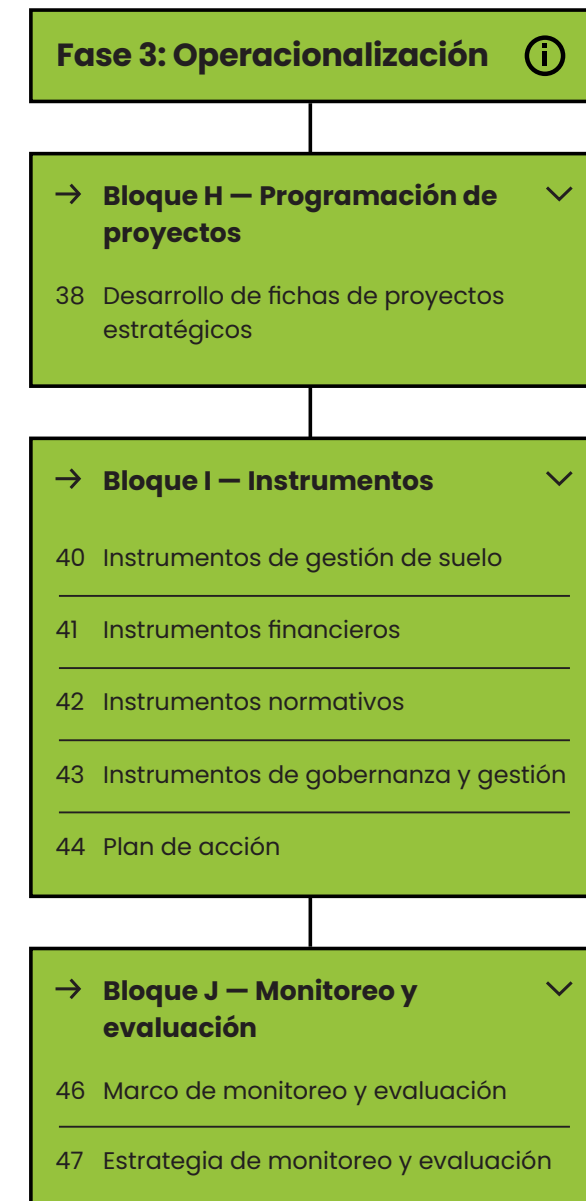 Fase 3: Operacionalización
→ Bloque H — Programación de
proyectos
38 Desarrollo de fichas de proyectos
estratégicos
→ Bloque I — Instrumentos
40 Instrumentos de gestión de suelo
41 Instrumentos financieros
42 Instrumentos normativos
43 Instrumentos de gobernanza y gestión
44 Plan de acción
→ Bloque J — Monitoreo y
evaluación
46 Marco de monitoreo y evaluación
47 Estrategia de monitoreo y evaluación